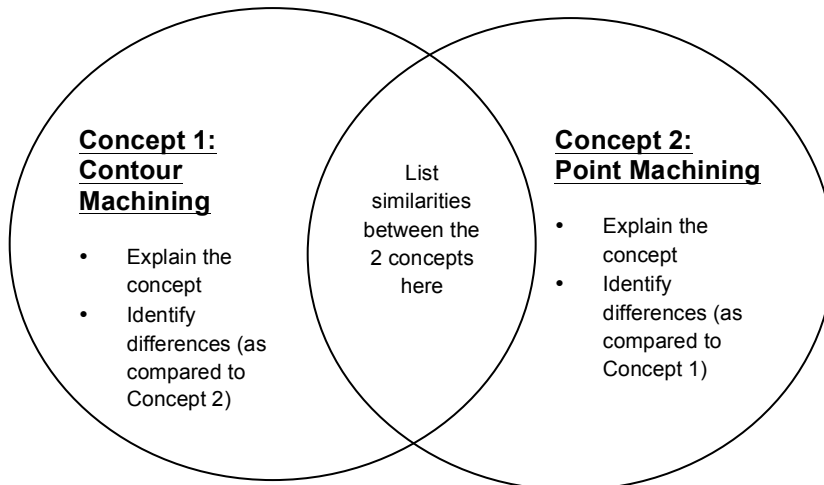 Concept 1:
Contour
Machining
• Explain the
concept
• Identify
differences (as
compared to
Concept 2)
List
similarities
between the
2 concepts
here
Concept 2:
Point Machining
• Explain the
concept
• Identify
differences (as
compared to
Concept 1)